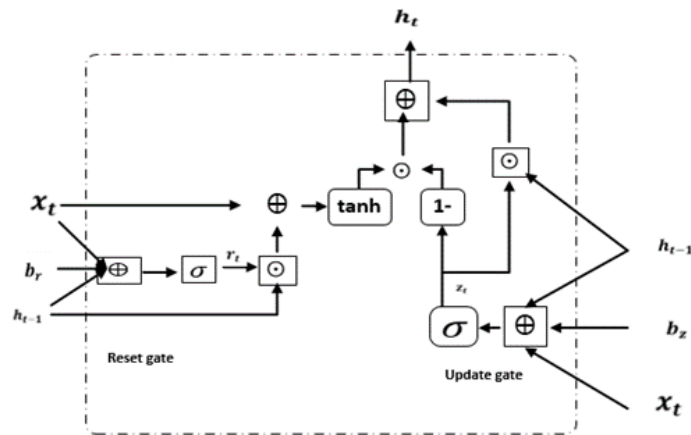 h_t
⊕
⊙
⊙
x_t
⊕
tanh
1-
b_r
⊕
σ
r_t
⊙
h_{t-1}
h_{t-1}
z_t
σ
⊕
b_z
Reset gate
Update gate
x_t